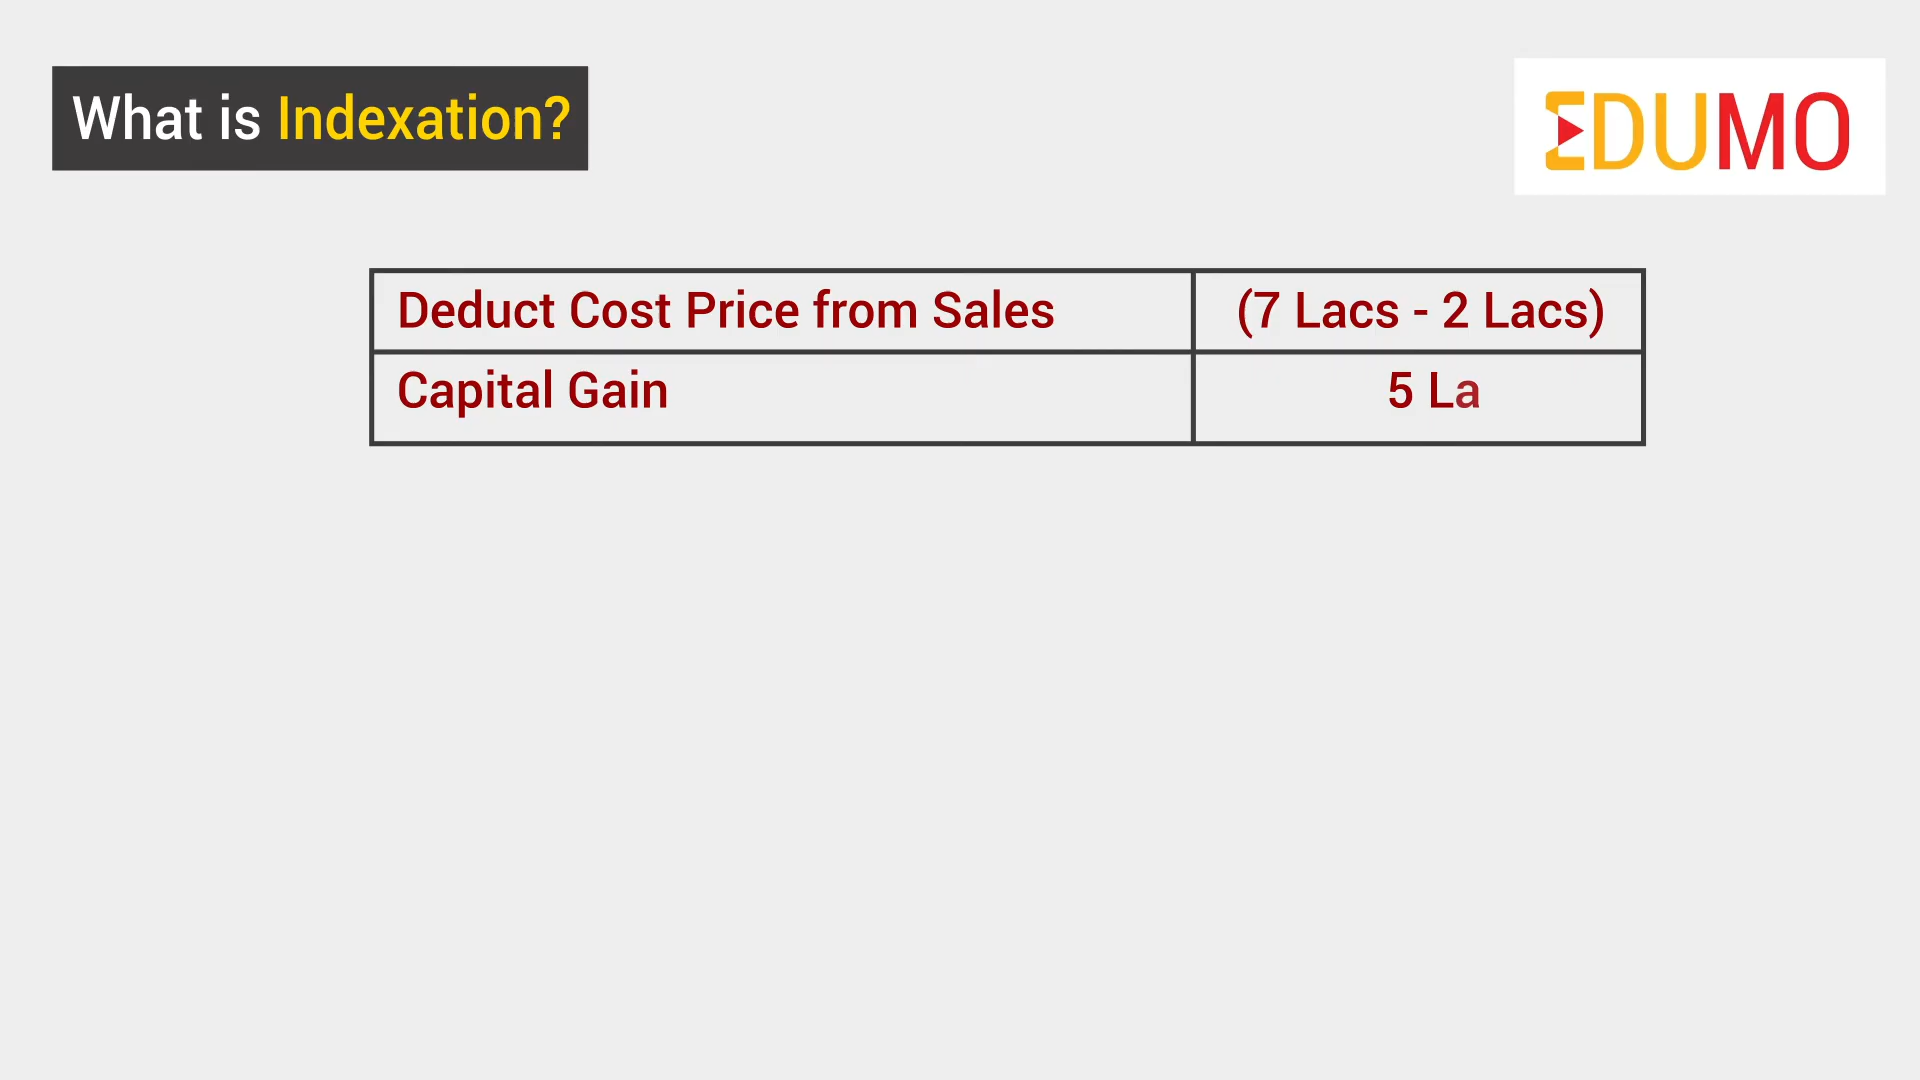 What is Indexation?
EDUMO
Deduct Cost Price from Sales (7 Lacs - 2 Lacs)
Capital Gain 5 La